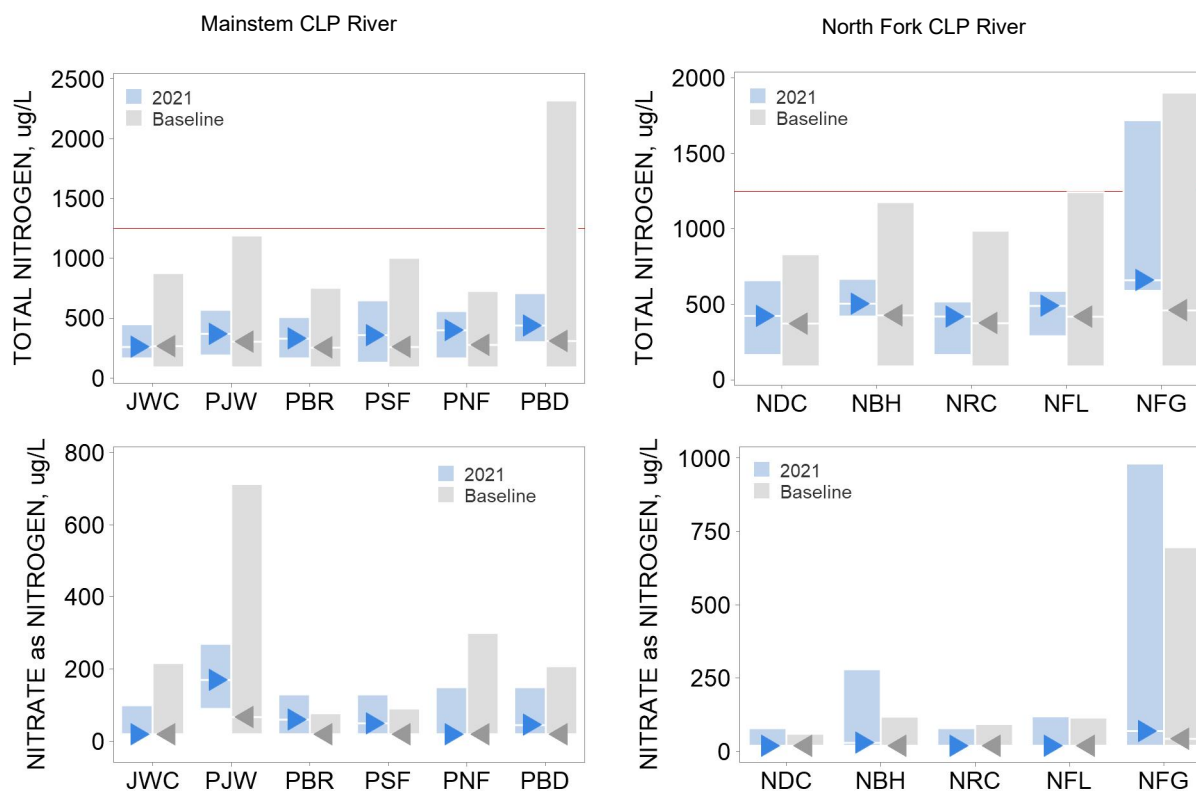 Mainstem CLP River
North Fork CLP River
TOTAL NITROGEN, ug/L
2500
2000
1500
1000
500
0
2021
Baseline
JWC PJW PBR PSF PNF PBD
TOTAL NITROGEN, ug/L
2000
1500
1000
500
0
2021
Baseline
NDC NBH NRC NFL NFG
NITRATE as NITROGEN, ug/L
800
600
400
200
0
2021
Baseline
JWC PJW PBR PSF PNF PBD
NITRATE as NITROGEN, ug/L
1000
750
500
250
0
2021
Baseline
NDC NBH NRC NFL NFG